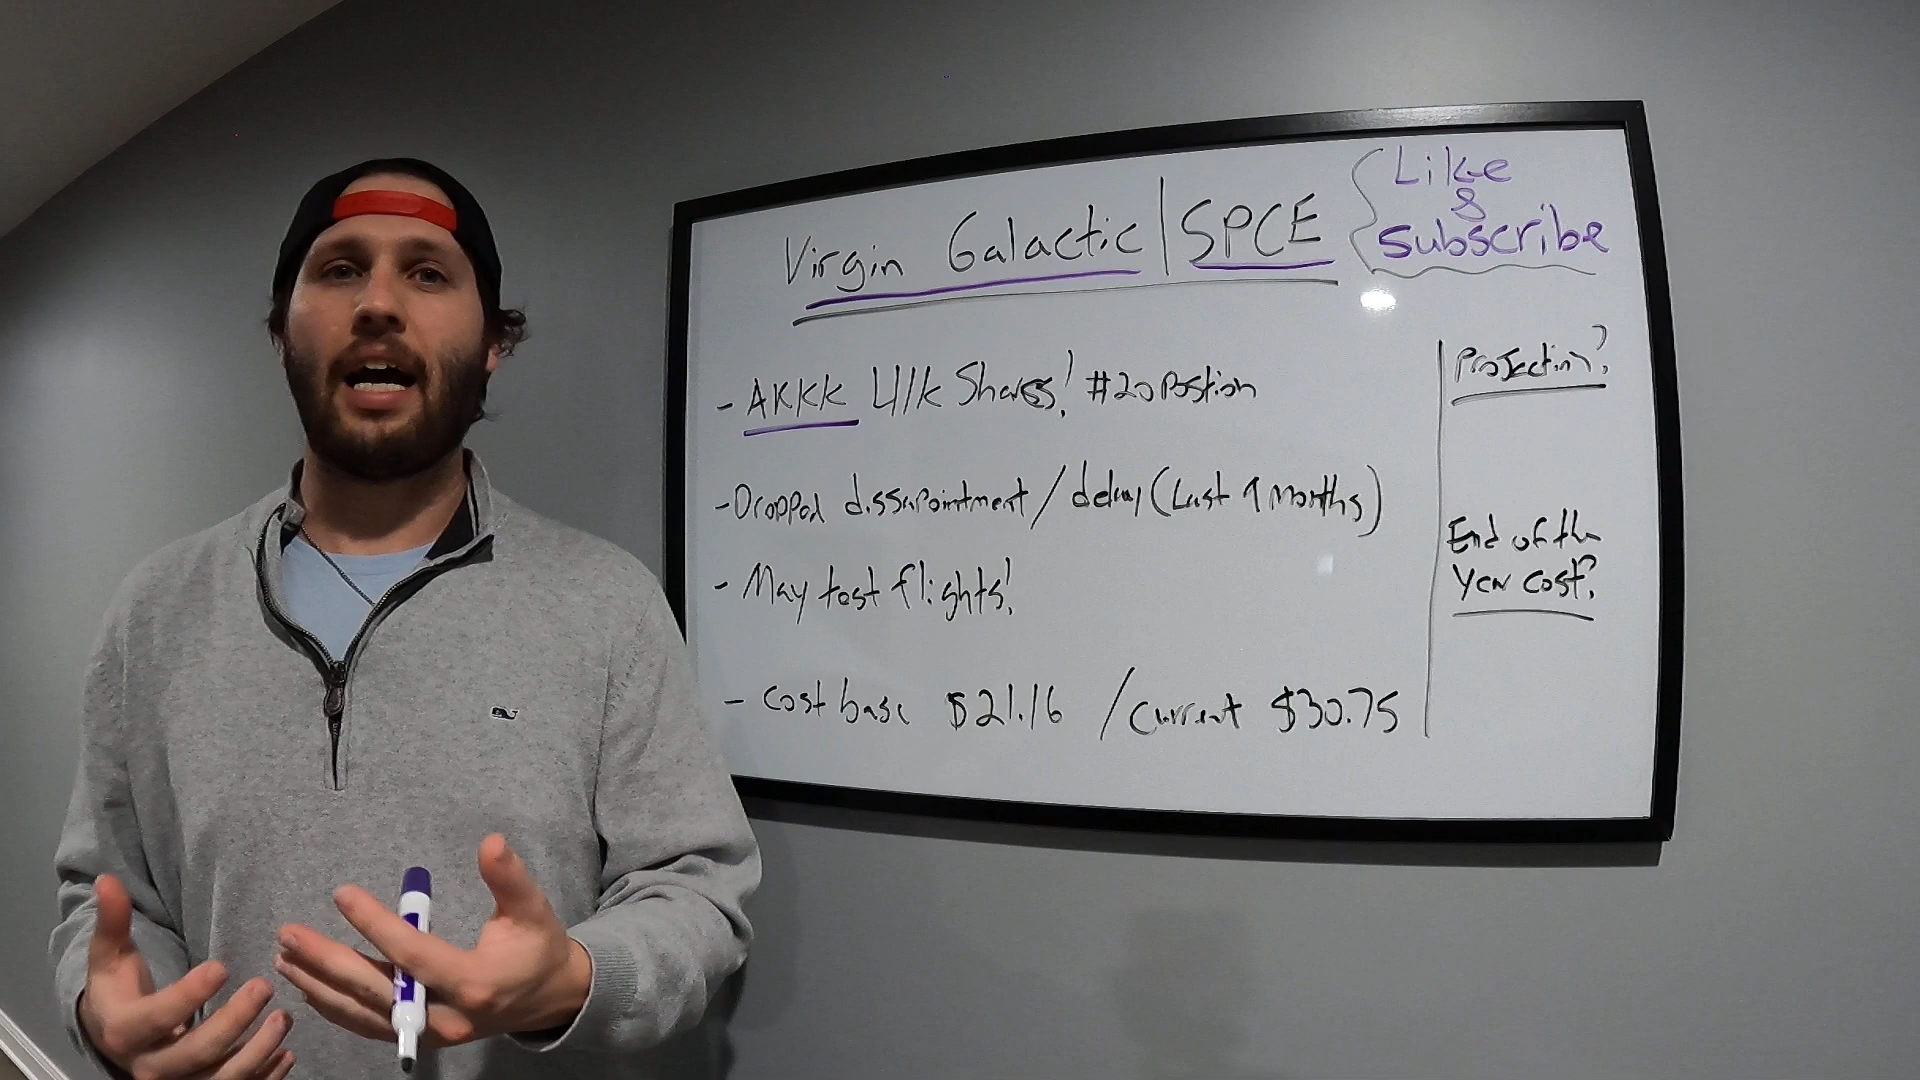 Virgin Galactic | SPCE
Like
&
Subscribe
- AKKK 41k Shares! #20 Postion
- Dropped dissapointment / delay (Last 9 Months)
- May test flights!
- Cost base $21.16 / Current $30.75
Projection?
End of the
Year cost?